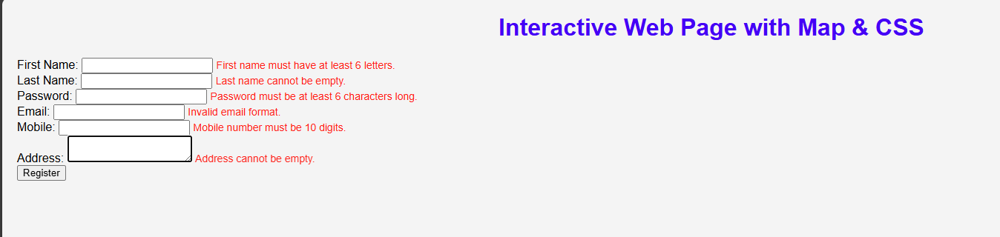 Interactive Web Page with Map & CSS
First Name: First name must have at least 6 letters.
Last Name: Last name cannot be empty.
Password: Password must be at least 6 characters long.
Email: Invalid email format.
Mobile: Mobile number must be 10 digits.
Address: Address cannot be empty.
Register